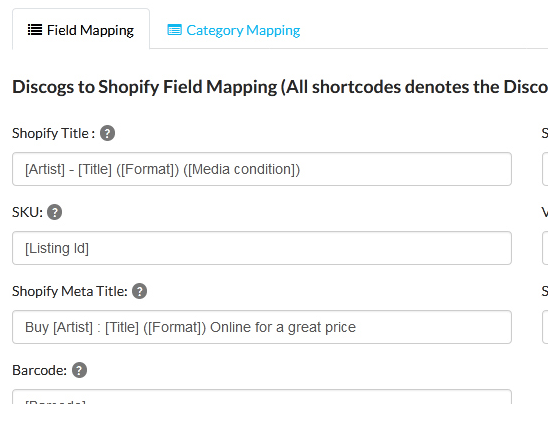 Field Mapping
Category Mapping
Discogs to Shopify Field Mapping (All shortcodes denotes the Disco
Shopify Title : ?
[Artist] - [Title] ([Format]) ([Media condition])
SKU: ?
[Listing Id]
Shopify Meta Title: ?
Buy [Artist] : [Title] ([Format]) Online for a great price
Barcode: ?